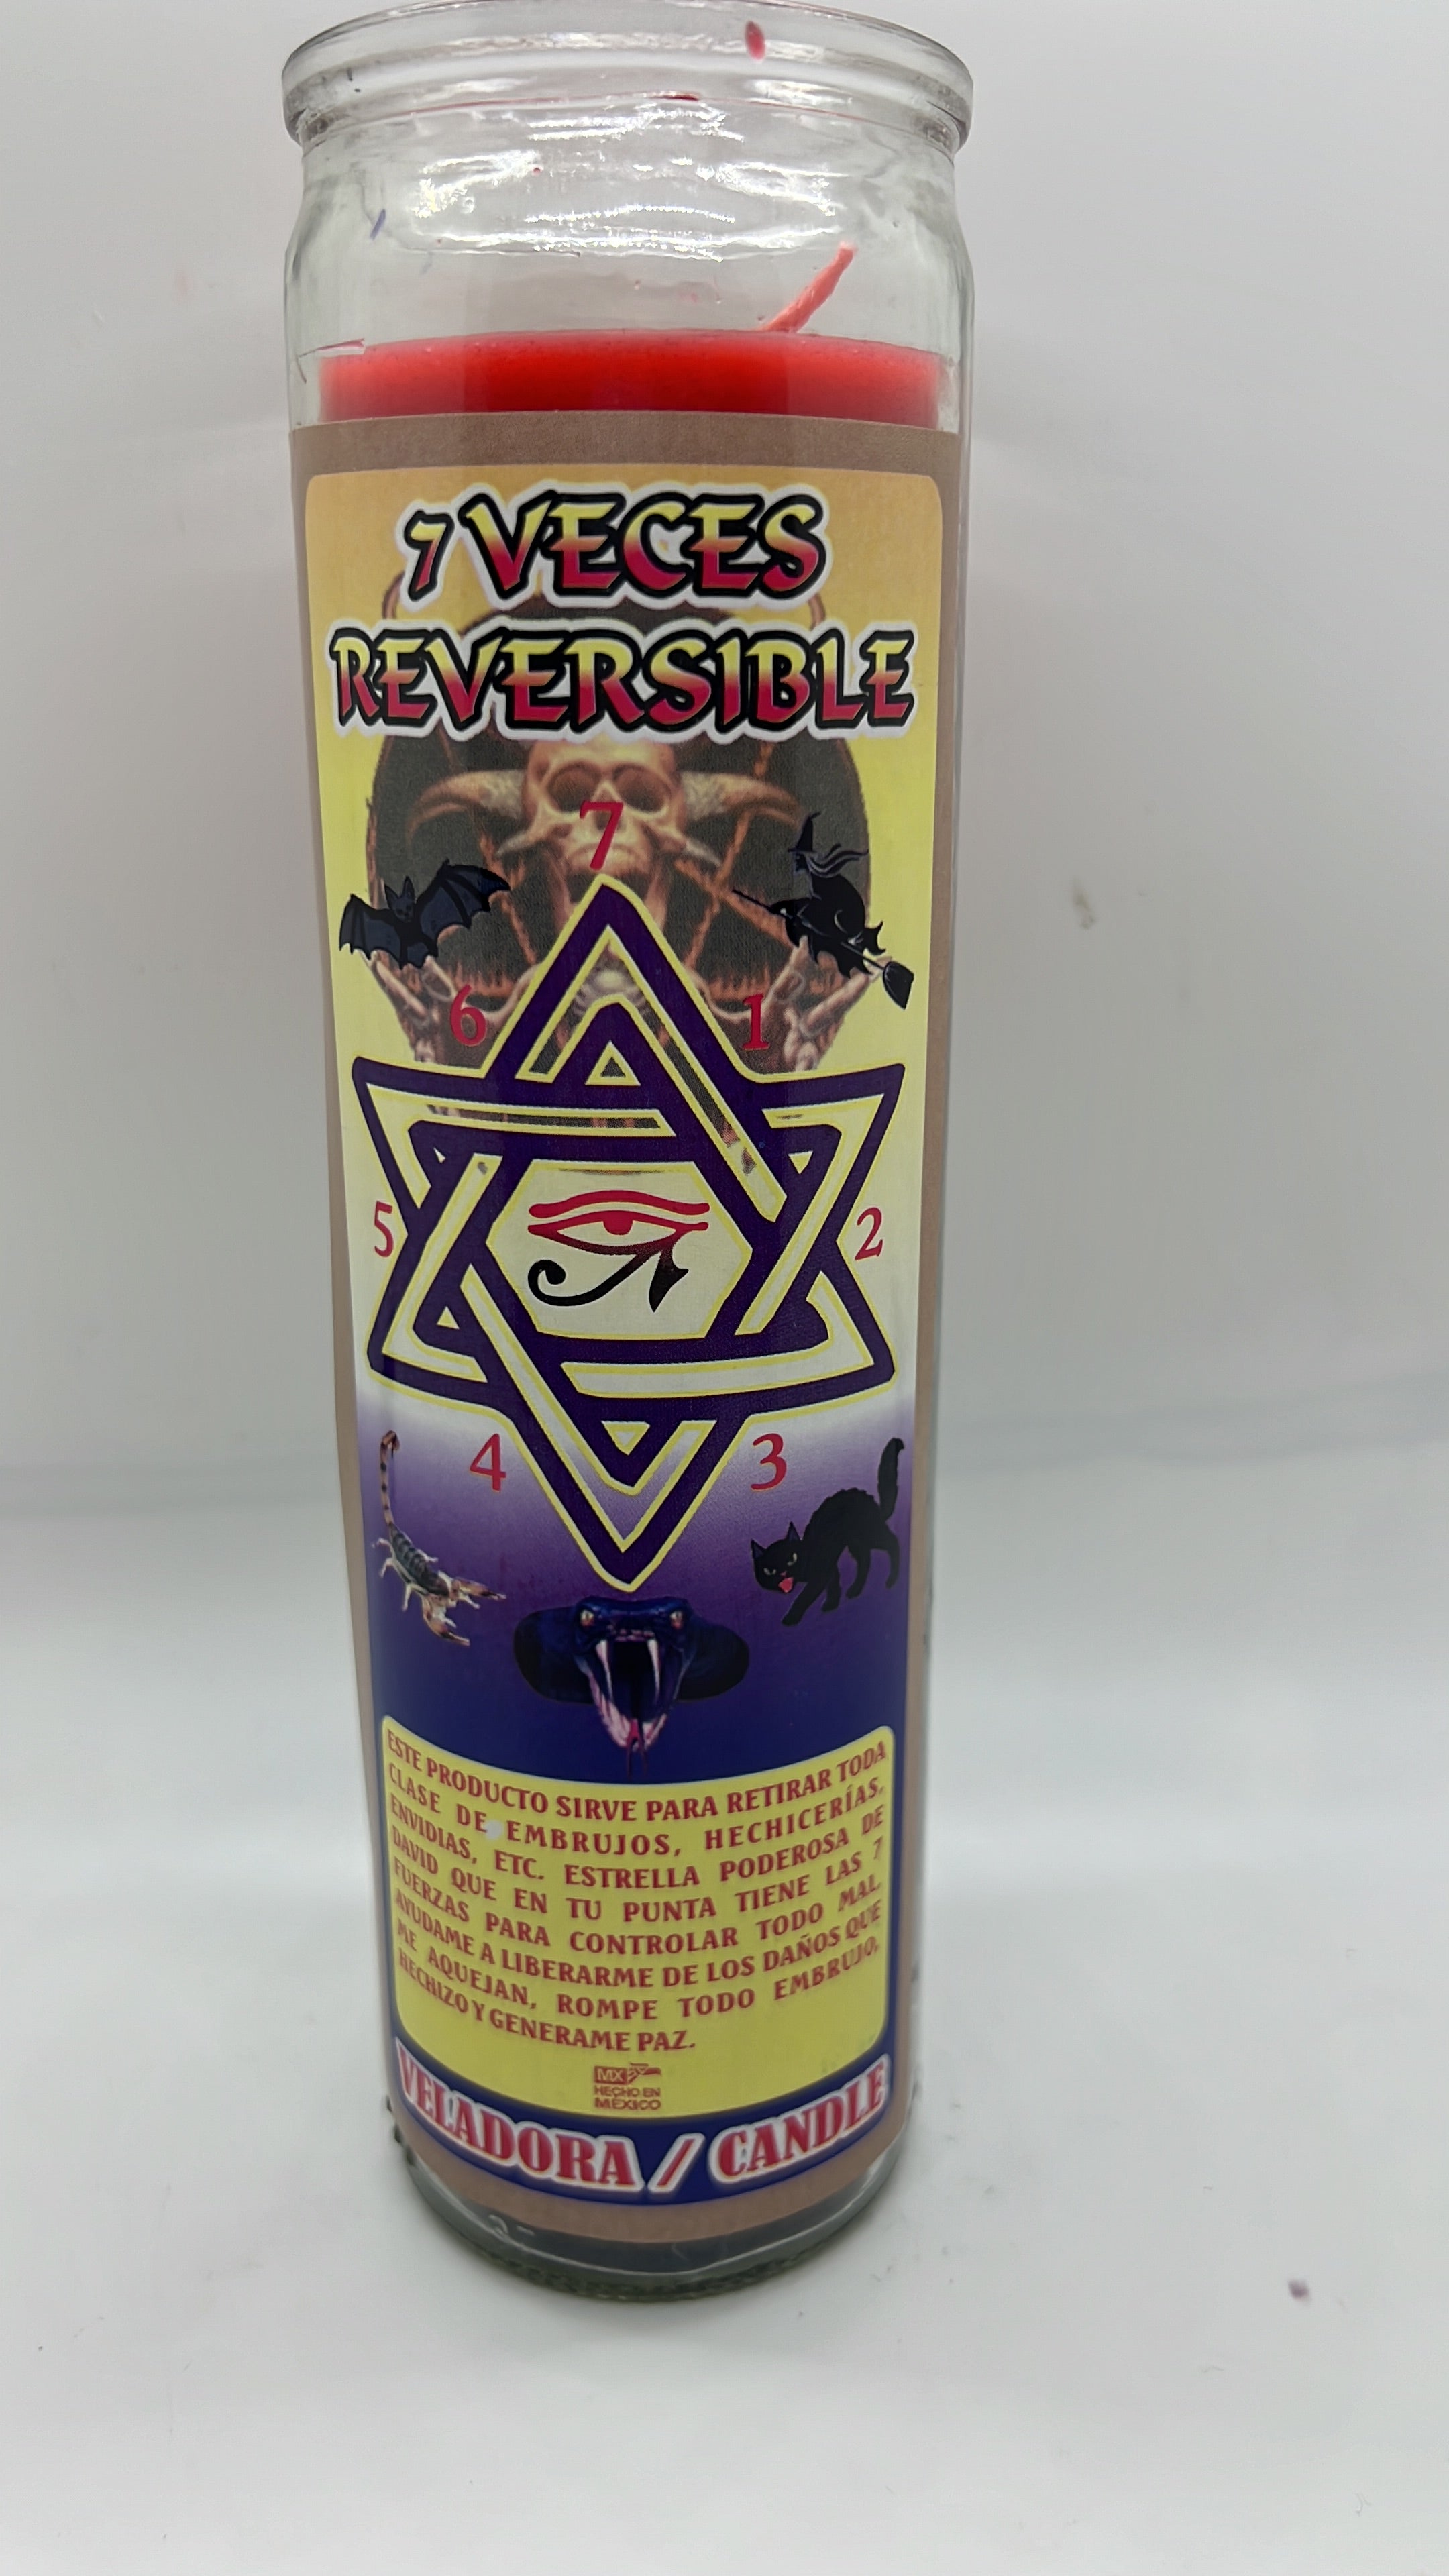 7 VECES
REVERSIBLE
7
6 1
5 2
4 3
ESTE PRODUCTO SIRVE PARA RETIRAR TODA
CLASE DE EMBRUJOS, HECHICERÍAS,
ENVIDIAS, ETC. ESTRELLA PODEROSA DE
DAVID QUE EN TU PUNTA TIENE LAS 7
FUERZAS PARA CONTROLAR TODO MAL,
AYUDAME A LIBERARME DE LOS DAÑOS QUE
ME AQUEJAN, ROMPE TODO EMBRUJO,
HECHIZO Y GENERAME PAZ.
MX
HECHO EN
MÉXICO
VELADORA / CANDLE